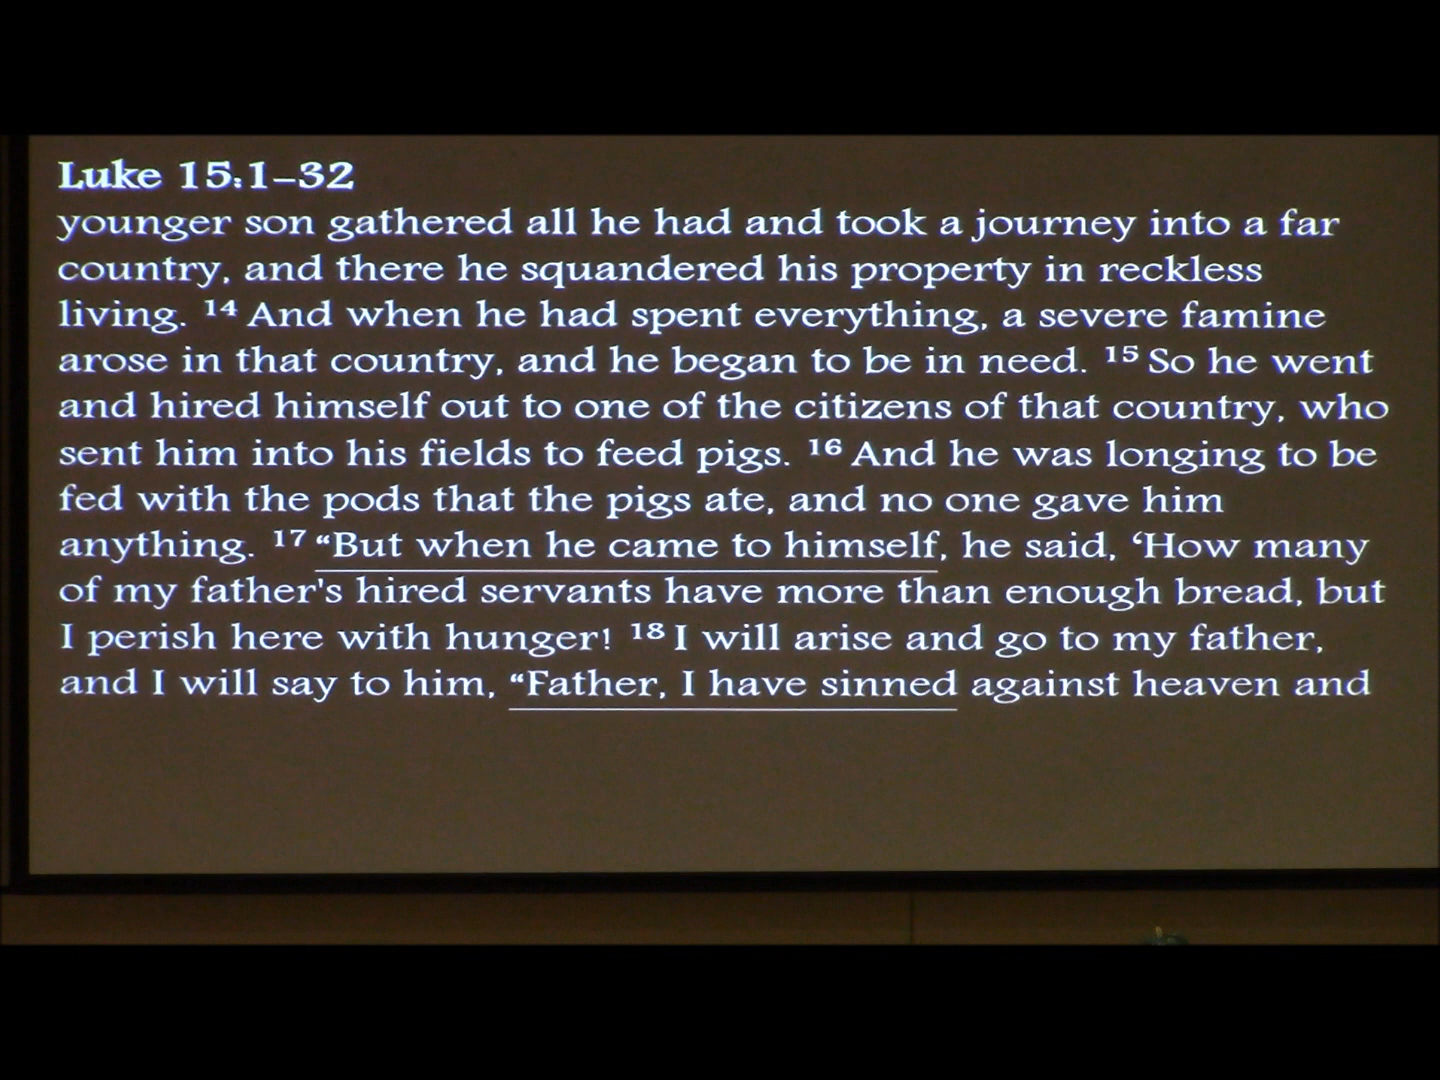 Luke 15:1–32
younger son gathered all he had and took a journey into a far
country, and there he squandered his property in reckless
living. 14 And when he had spent everything, a severe famine
arose in that country, and he began to be in need. 15 So he went
and hired himself out to one of the citizens of that country, who
sent him into his fields to feed pigs. 16 And he was longing to be
fed with the pods that the pigs ate, and no one gave him
anything. 17 “But when he came to himself, he said, ‘How many
of my father's hired servants have more than enough bread, but
I perish here with hunger! 18 I will arise and go to my father,
and I will say to him, “Father, I have sinned against heaven and